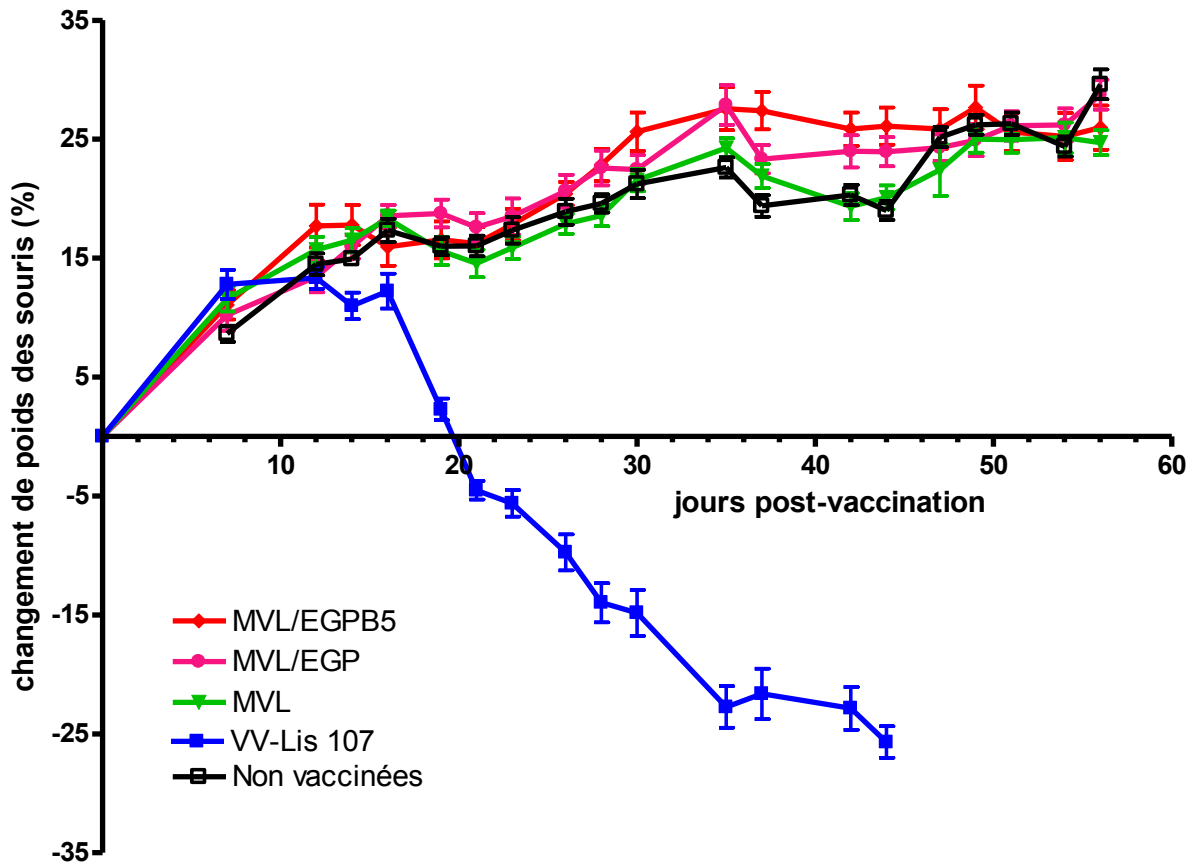 changement de poids des souris (%)
35
25
15
5
-5
-15
-25
-35
10
20
30
40
50
60
jours post-vaccination
MVL/EGPB5
MVL/EGP
MVL
VV-Lis 107
Non vaccinées